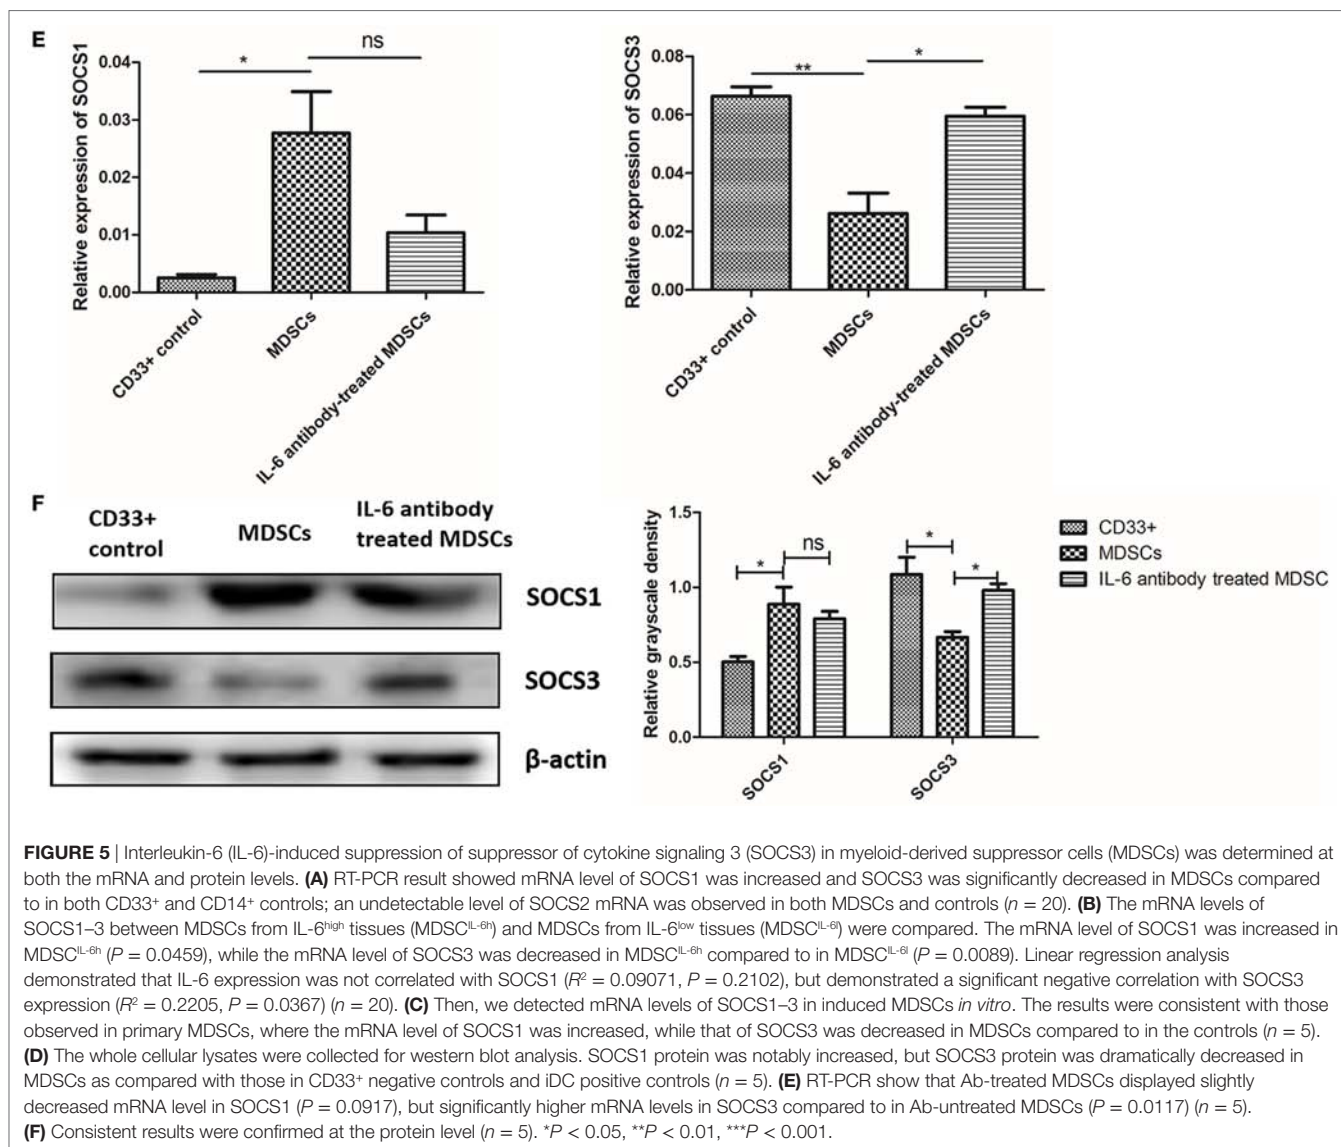 E
Relative expression of SOCS1
0.04
0.03
0.02
0.01
0.00
*
ns
CD33+ control
MDSCs
IL-6 antibody-treated MDSCs
Relative expression of SOCS3
0.08
0.06
0.04
0.02
0.00
**
*
CD33+ control
MDSCs
IL-6 antibody-treated MDSCs
F
CD33+
control
MDSCs
IL-6 antibody
treated MDSCs
SOCS1
SOCS3
β-actin
Relative grayscale density
1.5
1.0
0.5
0.0
*
ns
*
*
SOCS1
SOCS3
CD33+
MDSCs
IL-6 antibody treated MDSC
FIGURE 5 | Interleukin-6 (IL-6)-induced suppression of suppressor of cytokine signaling 3 (SOCS3) in myeloid-derived suppressor cells (MDSCs) was determined at
both the mRNA and protein levels. (A) RT-PCR result showed mRNA level of SOCS1 was increased and SOCS3 was significantly decreased in MDSCs compared
to in both CD33⁺ and CD14⁺ controls; an undetectable level of SOCS2 mRNA was observed in both MDSCs and controls (n = 20). (B) The mRNA levels of
SOCS1–3 between MDSCs from IL-6ʰⁱᵍʰ tissues (MDSCᴵᴸ⁻⁶ʰ) and MDSCs from IL-6ˡᵒʷ tissues (MDSCᴵᴸ⁻⁶ˡ) were compared. The mRNA level of SOCS1 was increased in
MDSCᴵᴸ⁻⁶ʰ (P = 0.0459), while the mRNA level of SOCS3 was decreased in MDSCᴵᴸ⁻⁶ʰ compared to in MDSCᴵᴸ⁻⁶ˡ (P = 0.0089). Linear regression analysis
demonstrated that IL-6 expression was not correlated with SOCS1 (R² = 0.09071, P = 0.2102), but demonstrated a significant negative correlation with SOCS3
expression (R² = 0.2205, P = 0.0367) (n = 20). (C) Then, we detected mRNA levels of SOCS1–3 in induced MDSCs in vitro. The results were consistent with those
observed in primary MDSCs, where the mRNA level of SOCS1 was increased, while that of SOCS3 was decreased in MDSCs compared to in the controls (n = 5).
(D) The whole cellular lysates were collected for western blot analysis. SOCS1 protein was notably increased, but SOCS3 protein was dramatically decreased in
MDSCs as compared with those in CD33⁺ negative controls and iDC positive controls (n = 5). (E) RT-PCR show that Ab-treated MDSCs displayed slightly
decreased mRNA level in SOCS1 (P = 0.0917), but significantly higher mRNA levels in SOCS3 compared to in Ab-untreated MDSCs (P = 0.0117) (n = 5).
(F) Consistent results were confirmed at the protein level (n = 5). *P < 0.05, **P < 0.01, ***P < 0.001.